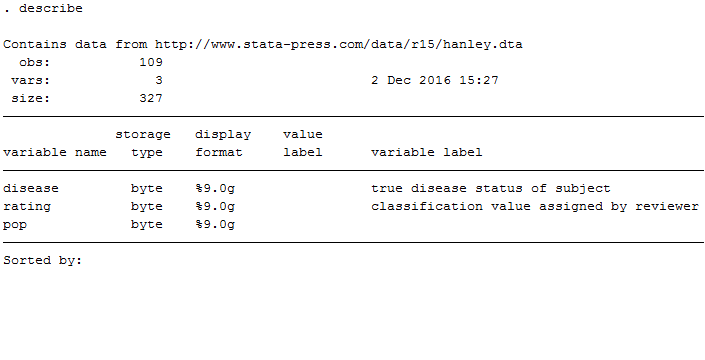 . describe
Contains data from http://www.stata-press.com/data/r15/hanley.dta
obs: 109
vars: 3 2 Dec 2016 15:27
size: 327
storage display value
variable name type format label variable label
disease byte %9.0g true disease status of subject
rating byte %9.0g classification value assigned by reviewer
pop byte %9.0g
Sorted by: